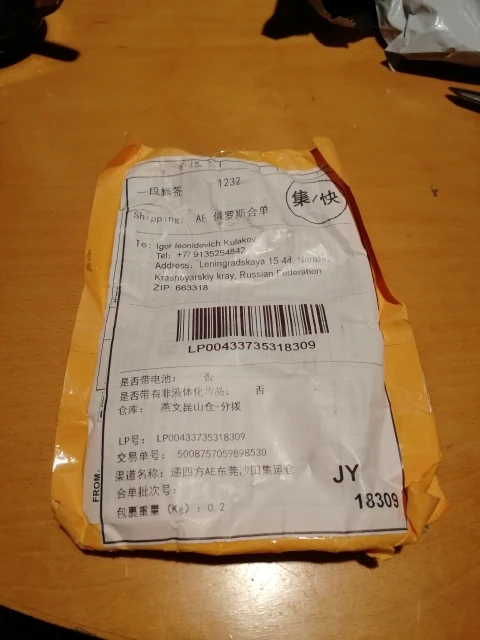 一段标签
1232
集/快
Shipping: AE 俄罗斯合单
To: Igor leonidovich Kulakov
Tel: +7/ 9135254842
Address: Leningradskaya 15 44,
Krasnoyarskiy kray, Russian Federation
ZIP: 663318
LP00433735318309
是否带电池: 否
是否带有非液体化妆品: 否
仓库: 燕文昆山仓-分拨
LP号: LP00433735318309
交易单号: 5008757059898530
渠道名称: 递四方AE东莞沙田集运仓
合单批次号:
包裹重量(Kg): 0.2
JY
18309
FROM: